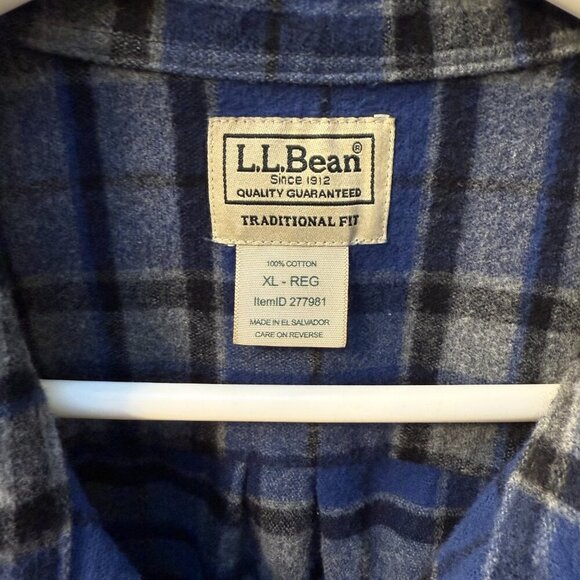 L.L.Bean®
Since 1912
QUALITY GUARANTEED
TRADITIONAL FIT
100% COTTON
XL - REG
ItemID 277981
MADE IN EL SALVADOR
CARE ON REVERSE